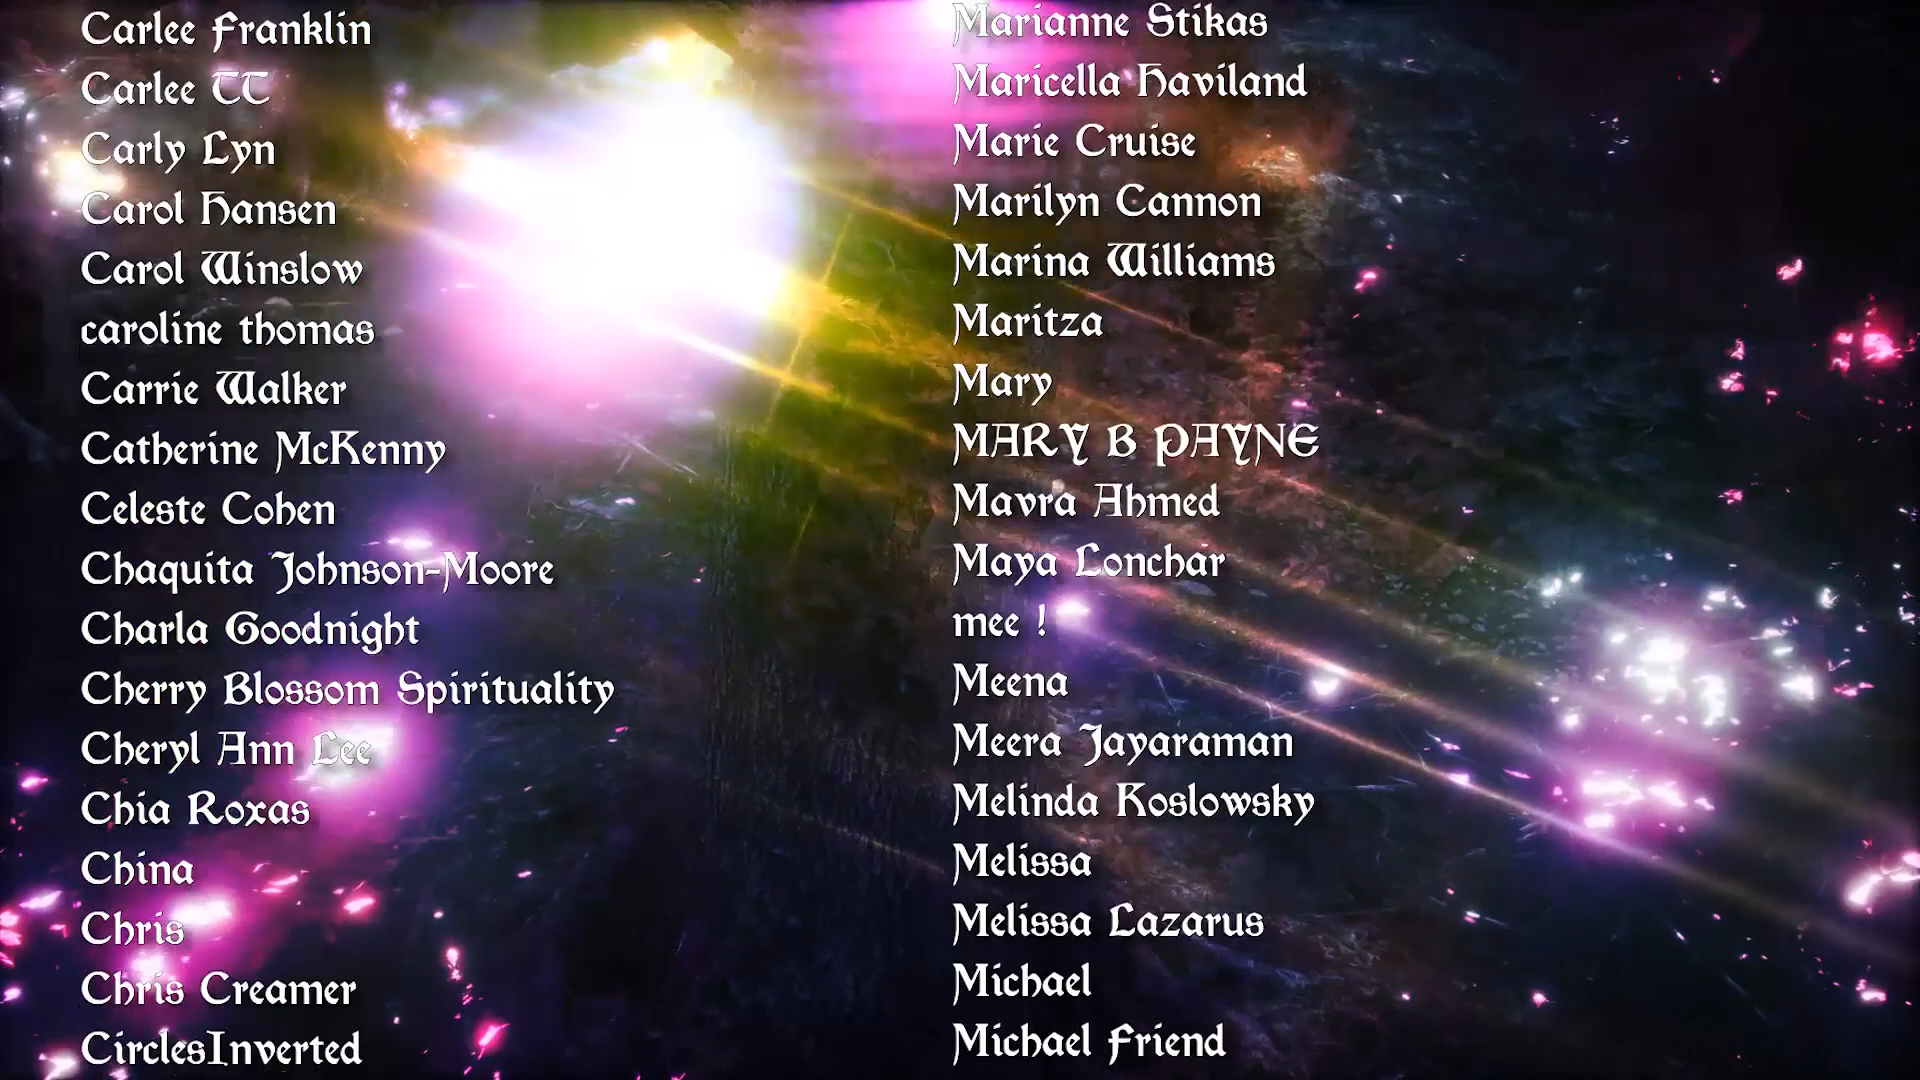 Carlee Franklin
Carlee TT
Carly Lyn
Carol Hansen
Carol Winslow
caroline thomas
Carrie Walker
Catherine McKenny
Celeste Cohen
Chaquita Johnson-Moore
Charla Goodnight
Cherry Blossom Spirituality
Cheryl Ann Lee
Chia Roxas
China
Chris
Chris Creamer
CirclesInverted
Marianne Stikas
Maricella Haviland
Marie Cruise
Marilyn Cannon
Marina Williams
Maritza
Mary
MARY B PAYNE
Mavra Ahmed
Maya Lonchar
mee !
Meena
Meera Jayaraman
Melinda Koslowsky
Melissa
Melissa Lazarus
Michael
Michael Friend